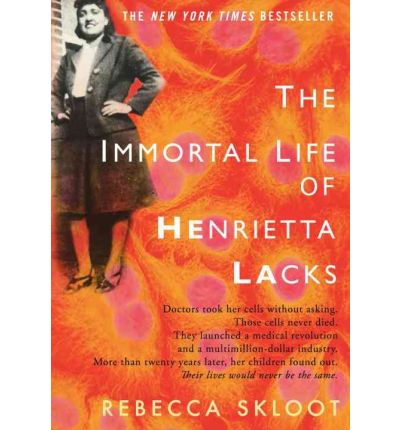 THE NEW YORK TIMES BESTSELLER
THE
IMMORTAL LIFE
OF
HENRIETTA
LACKS
Doctors took her cells without asking.
Those cells never died.
They launched a medical revolution
and a multimillion-dollar industry.
More than twenty years later, her children found out.
Their lives would never be the same.
REBECCA SKLOOT